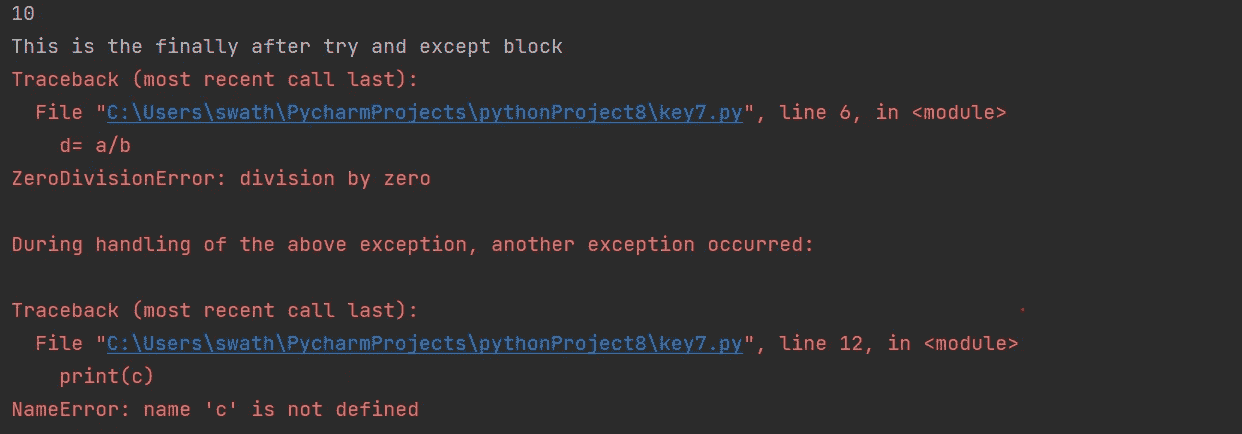 10
This is the finally after try and except block
Traceback (most recent call last):
  File "C:\Users\swath\PycharmProjects\pythonProject8\key7.py", line 6, in <module>
    d= a/b
ZeroDivisionError: division by zero

During handling of the above exception, another exception occurred:

Traceback (most recent call last):
  File "C:\Users\swath\PycharmProjects\pythonProject8\key7.py", line 12, in <module>
    print(c)
NameError: name 'c' is not defined